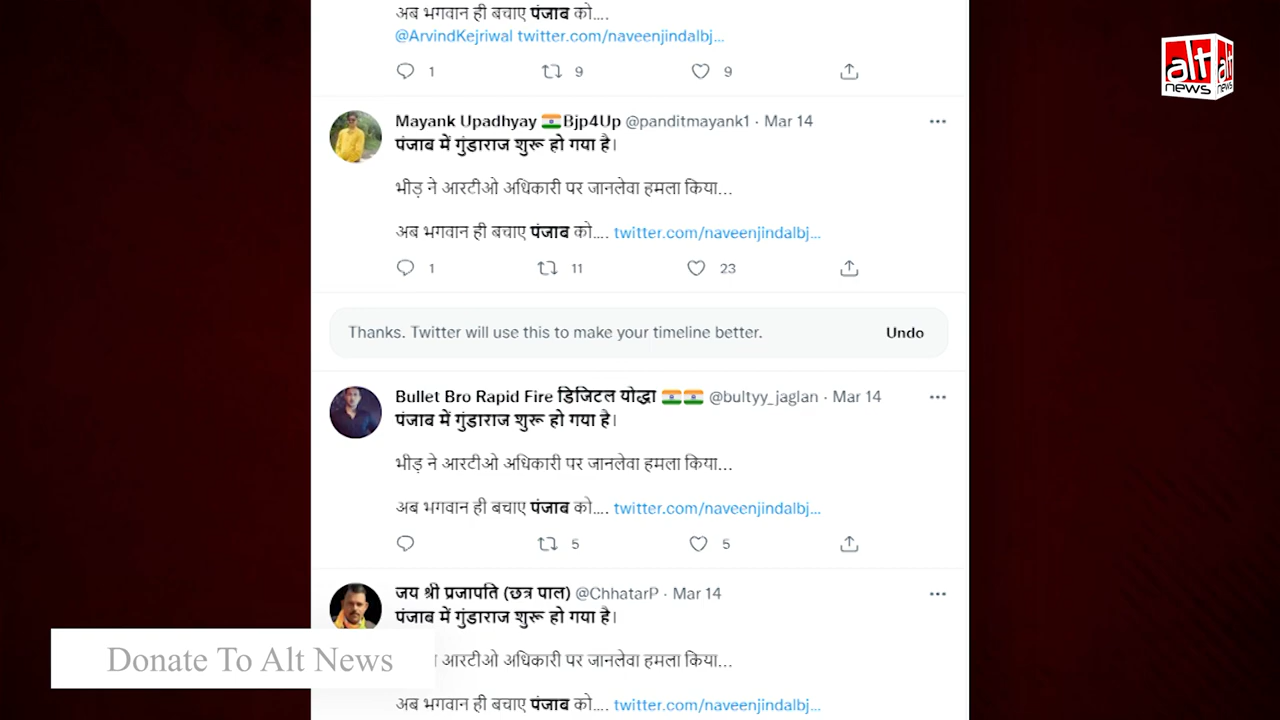 अब भगवान ही बचाए पंजाब को....
@ArvindKejriwal twitter.com/naveenjindalbj...
1 9 9
alt news
alt news
Mayank Upadhyay 🇮🇳Bjp4Up @panditmayank1 · Mar 14
पंजाब में गुंडाराज शुरू हो गया है।
भीड़ ने आरटीओ अधिकारी पर जानलेवा हमला किया...
अब भगवान ही बचाए पंजाब को.... twitter.com/naveenjindalbj...
1 11 23
Thanks. Twitter will use this to make your timeline better. Undo
Bullet Bro Rapid Fire डिजिटल योद्धा 🇮🇳🇮🇳 @bultyy_jaglan · Mar 14
पंजाब में गुंडाराज शुरू हो गया है।
भीड़ ने आरटीओ अधिकारी पर जानलेवा हमला किया...
अब भगवान ही बचाए पंजाब को.... twitter.com/naveenjindalbj...
5 5
जय श्री प्रजापति (छत्र पाल) @ChhatarP · Mar 14
पंजाब में गुंडाराज शुरू हो गया है।
Donate To Alt News
आरटीओ अधिकारी पर जानलेवा हमला किया...
अब भगवान ही बचाए पंजाब को.... twitter.com/naveenjindalbj...